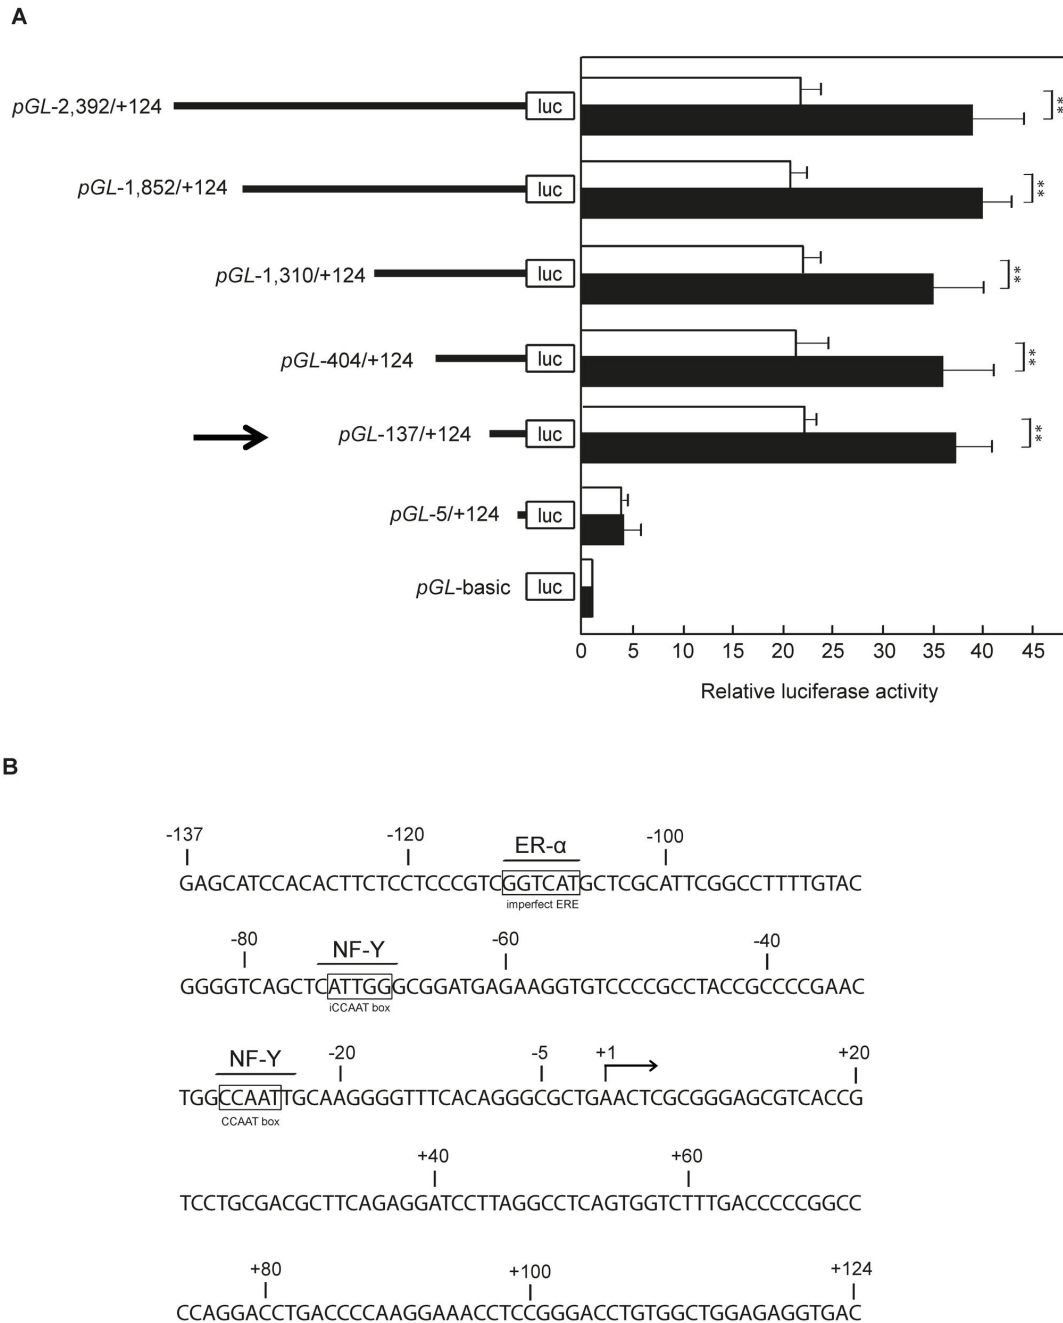 A
pGL-2,392/+124 luc **
pGL-1,852/+124 luc **
pGL-1,310/+124 luc **
pGL-404/+124 luc **
pGL-137/+124 luc **
pGL-5/+124 luc
pGL-basic luc
0 5 10 15 20 25 30 35 40 45
Relative luciferase activity
B
-137 -120 ER-α -100
GAGCATCCACACTTCTCCTCCCGTCGGTCATGCTCGCATTCGGCCTTTTGTAC
imperfect ERE
-80 NF-Y -60 -40
GGGGTCAGCTCATTGGGCGGATGAGAAGGTGTCCCCGCCTACCGCCCCGAAC
iCCAAT box
NF-Y -20 -5 +1 +20
TGGCCAATTGCAAGGGGTTTCACAGGGCGCTGAACTCGCGGGAGCGTCACCG
CCAAT box
+40 +60
TCCTGCGACGCTTCAGAGGATCCTTAGGCCTCAGTGGTCTTTGACCCCCGGCC
+80 +100 +124
CCAGGACCTGACCCCAAGGAAACCTCCGGGACCTGTGGCTGGAGAGGTGAC